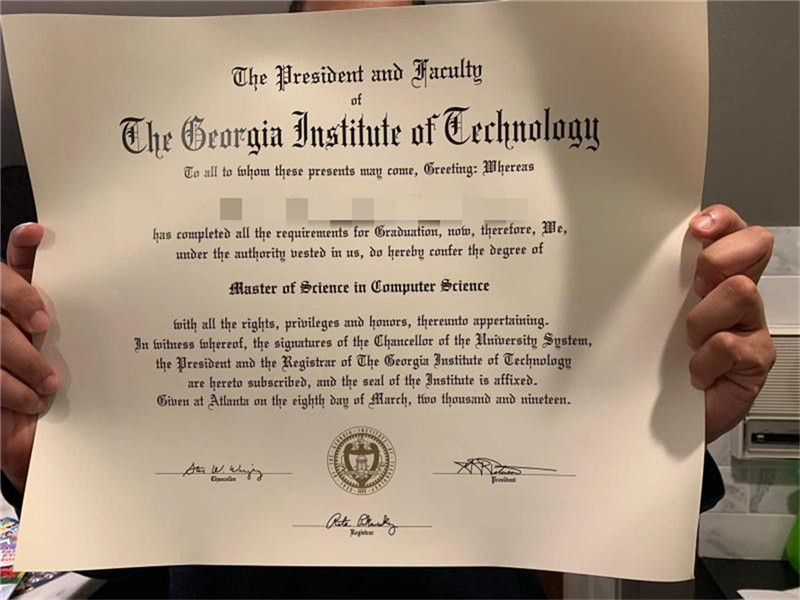 The President and Faculty
of
The Georgia Institute of Technology
To all to whom these presents may come, Greeting: Whereas
has completed all the requirements for Graduation, now, therefore, We,
under the authority vested in us, do hereby confer the degree of
Master of Science in Computer Science
with all the rights, privileges and honors, thereunto appertaining.
In witness whereof, the signatures of the Chancellor of the University System,
the President and the Registrar of The Georgia Institute of Technology
are hereto subscribed, and the seal of the Institute is affixed.
Given at Atlanta on the eighth day of March, two thousand and nineteen.
Chancellor
President
Registrar